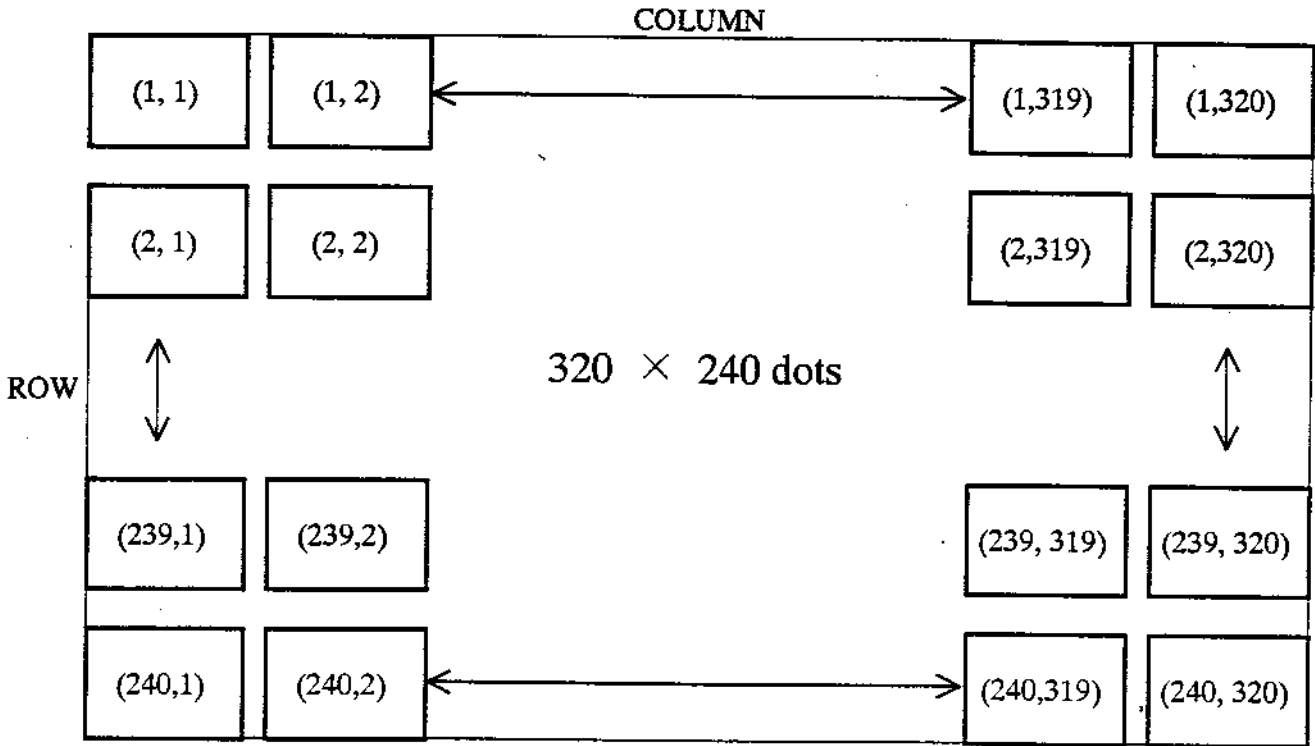 COLUMN
(1, 1) (1, 2) (1,319) (1,320)
(2, 1) (2, 2) (2,319) (2,320)
ROW
320 × 240 dots
(239,1) (239,2) (239, 319) (239, 320)
(240,1) (240,2) (240,319) (240, 320)